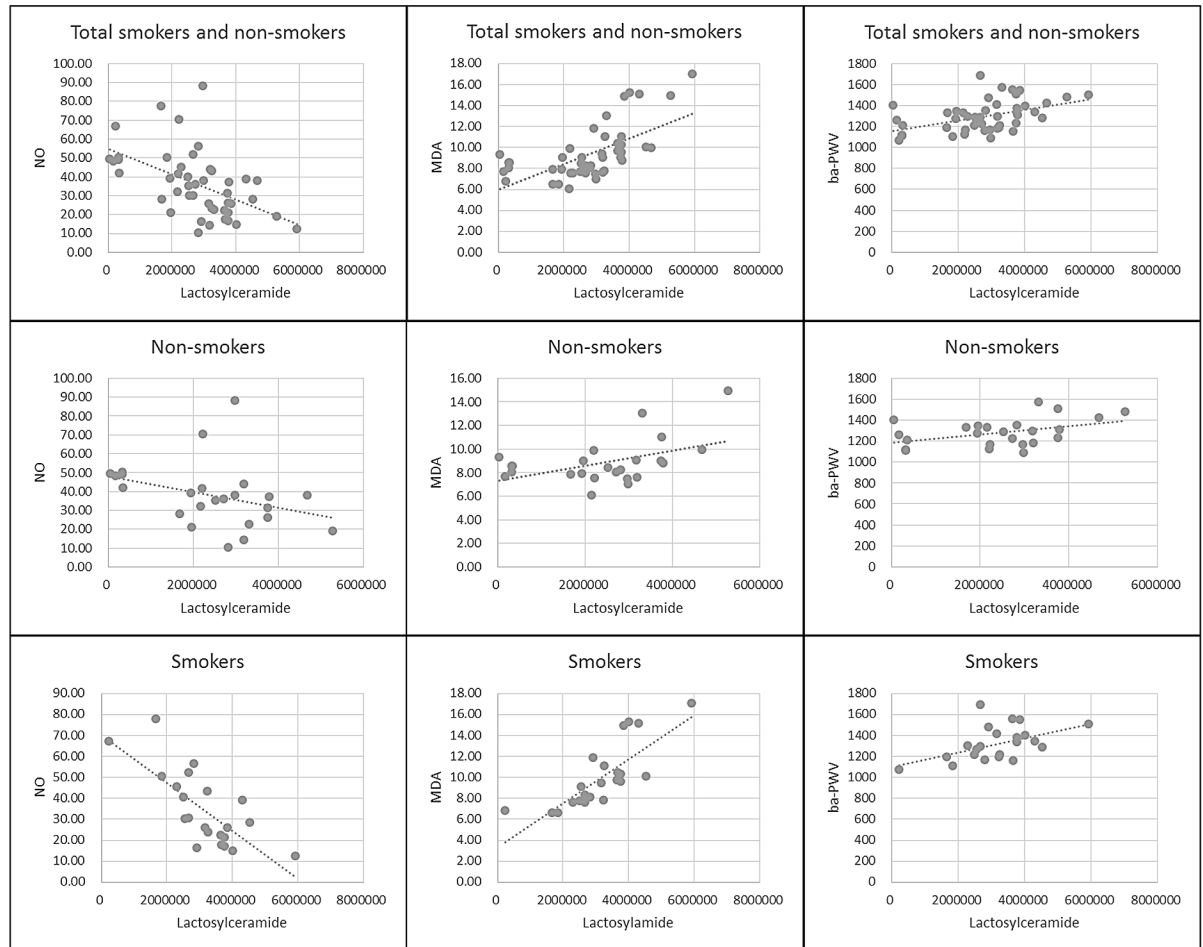 Total smokers and non-smokers
100.00
90.00
80.00
70.00
60.00
50.00
40.00
30.00
20.00
10.00
0.00
NO
0 2000000 4000000 6000000 8000000
Lactosylceramide
Total smokers and non-smokers
18.00
16.00
14.00
12.00
10.00
8.00
6.00
4.00
2.00
0.00
MDA
0 2000000 4000000 6000000 8000000
Lactosylceramide
Total smokers and non-smokers
1800
1600
1400
1200
1000
800
600
400
200
0
ba-PWV
0 2000000 4000000 6000000 8000000
Lactosylceramide
Non-smokers
100.00
90.00
80.00
70.00
60.00
50.00
40.00
30.00
20.00
10.00
0.00
NO
0 2000000 4000000 6000000
Lactosylceramide
Non-smokers
16.00
14.00
12.00
10.00
8.00
6.00
4.00
2.00
0.00
MDA
0 2000000 4000000 6000000
Lactosylceramide
Non-smokers
1800
1600
1400
1200
1000
800
600
400
200
0
ba-PWV
0 2000000 4000000 6000000
Lactosylceramide
Smokers
90.00
80.00
70.00
60.00
50.00
40.00
30.00
20.00
10.00
0.00
NO
0 2000000 4000000 6000000 8000000
Lactosylceramide
Smokers
18.00
16.00
14.00
12.00
10.00
8.00
6.00
4.00
2.00
0.00
MDA
0 2000000 4000000 6000000 8000000
Lactosylamide
Smokers
1800
1600
1400
1200
1000
800
600
400
200
0
ba-PWV
0 2000000 4000000 6000000 8000000
Lactosylceramide